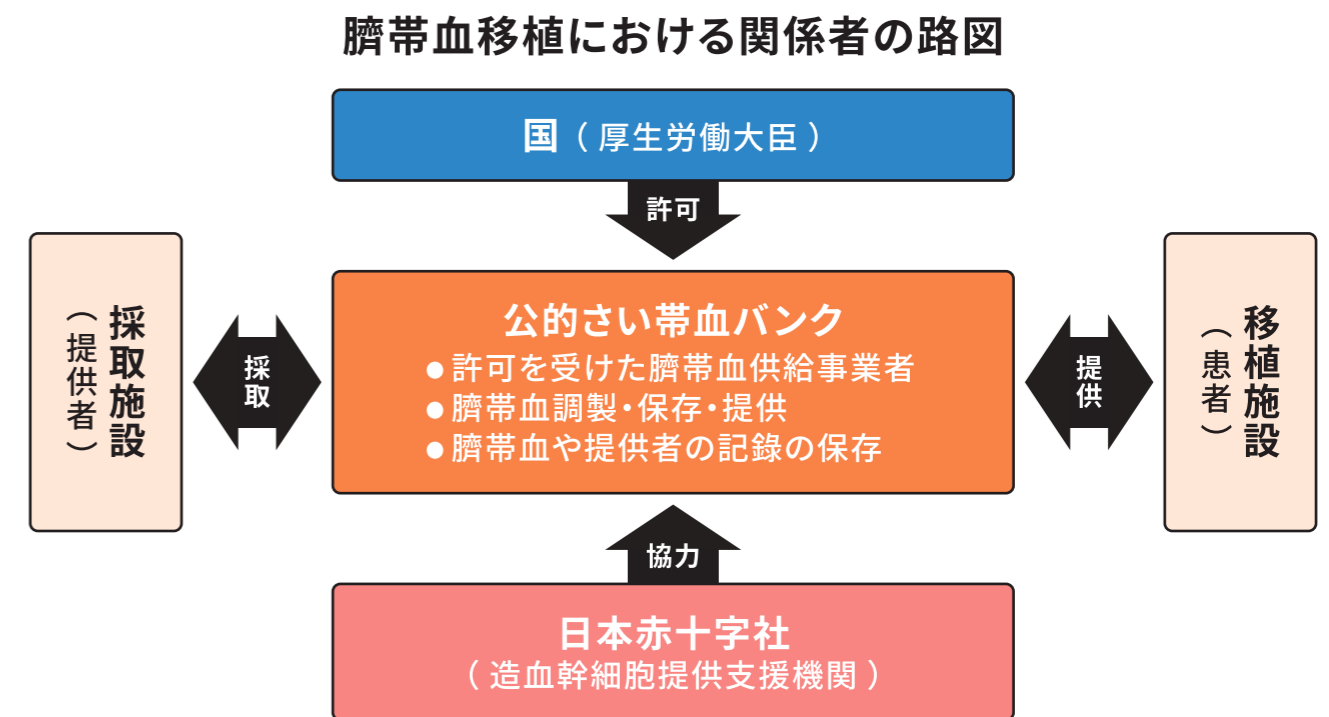 臍帯血移植における関係者の路図
国（厚生労働大臣）
許可
採取施設
（提供者）
採取
公的さい帯血バンク
●許可を受けた臍帯血供給事業者
●臍帯血調製・保存・提供
●臍帯血や提供者の記録の保存
提供
移植施設
（患者）
協力
日本赤十字社
（造血幹細胞提供支援機関）